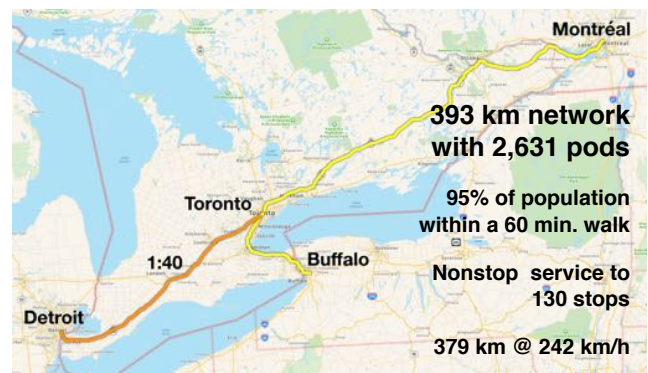 Montréal
393 km network
with 2,631 pods
Toronto
95% of population
within a 60 min. walk
1:40
Buffalo
Nonstop service to
130 stops
Detroit
379 km @ 242 km/h